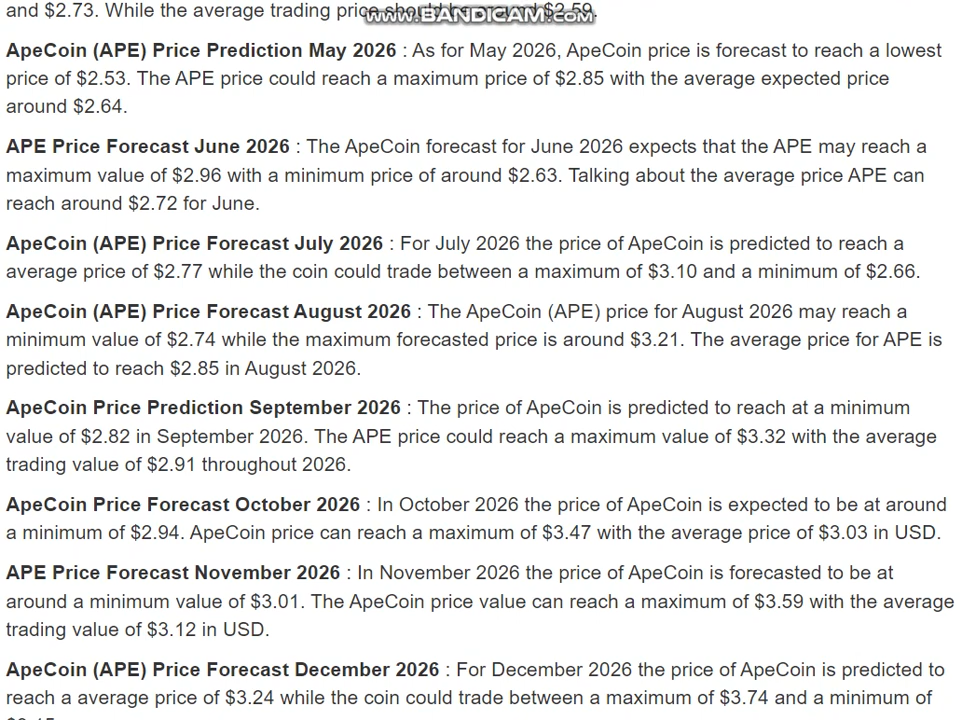 and $2.73. While the average trading price should be around $2.59.
www.BANDICAM.com
ApeCoin (APE) Price Prediction May 2026 : As for May 2026, ApeCoin price is forecast to reach a lowest
price of $2.53. The APE price could reach a maximum price of $2.85 with the average expected price
around $2.64.
APE Price Forecast June 2026 : The ApeCoin forecast for June 2026 expects that the APE may reach a
maximum value of $2.96 with a minimum price of around $2.63. Talking about the average price APE can
reach around $2.72 for June.
ApeCoin (APE) Price Forecast July 2026 : For July 2026 the price of ApeCoin is predicted to reach a
average price of $2.77 while the coin could trade between a maximum of $3.10 and a minimum of $2.66.
ApeCoin (APE) Price Forecast August 2026 : The ApeCoin (APE) price for August 2026 may reach a
minimum value of $2.74 while the maximum forecasted price is around $3.21. The average price for APE is
predicted to reach $2.85 in August 2026.
ApeCoin Price Prediction September 2026 : The price of ApeCoin is predicted to reach at a minimum
value of $2.82 in September 2026. The APE price could reach a maximum value of $3.32 with the average
trading value of $2.91 throughout 2026.
ApeCoin Price Forecast October 2026 : In October 2026 the price of ApeCoin is expected to be at around
a minimum of $2.94. ApeCoin price can reach a maximum of $3.47 with the average price of $3.03 in USD.
APE Price Forecast November 2026 : In November 2026 the price of ApeCoin is forecasted to be at
around a minimum value of $3.01. The ApeCoin price value can reach a maximum of $3.59 with the average
trading value of $3.12 in USD.
ApeCoin (APE) Price Forecast December 2026 : For December 2026 the price of ApeCoin is predicted to
reach a average price of $3.24 while the coin could trade between a maximum of $3.74 and a minimum of